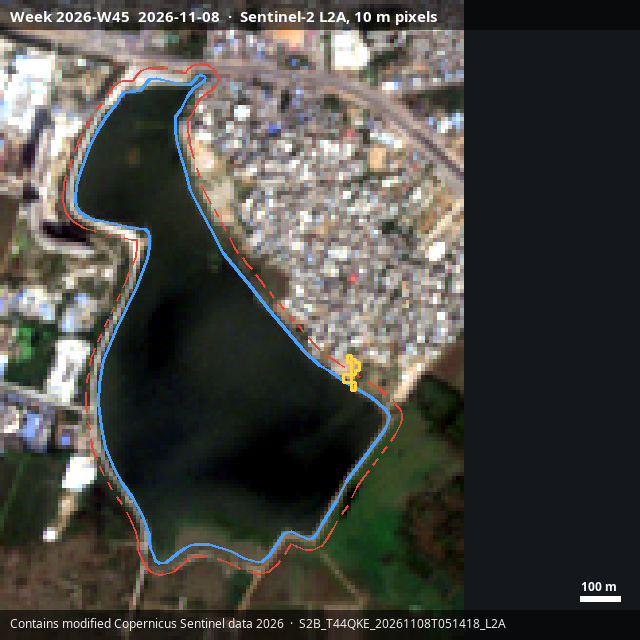 Week 2026-W45  2026-11-08  ·  Sentinel-2 L2A, 10 m pixels
100 m
Contains modified Copernicus Sentinel data 2026  ·  S2B_T44QKE_20261108T051418_L2A